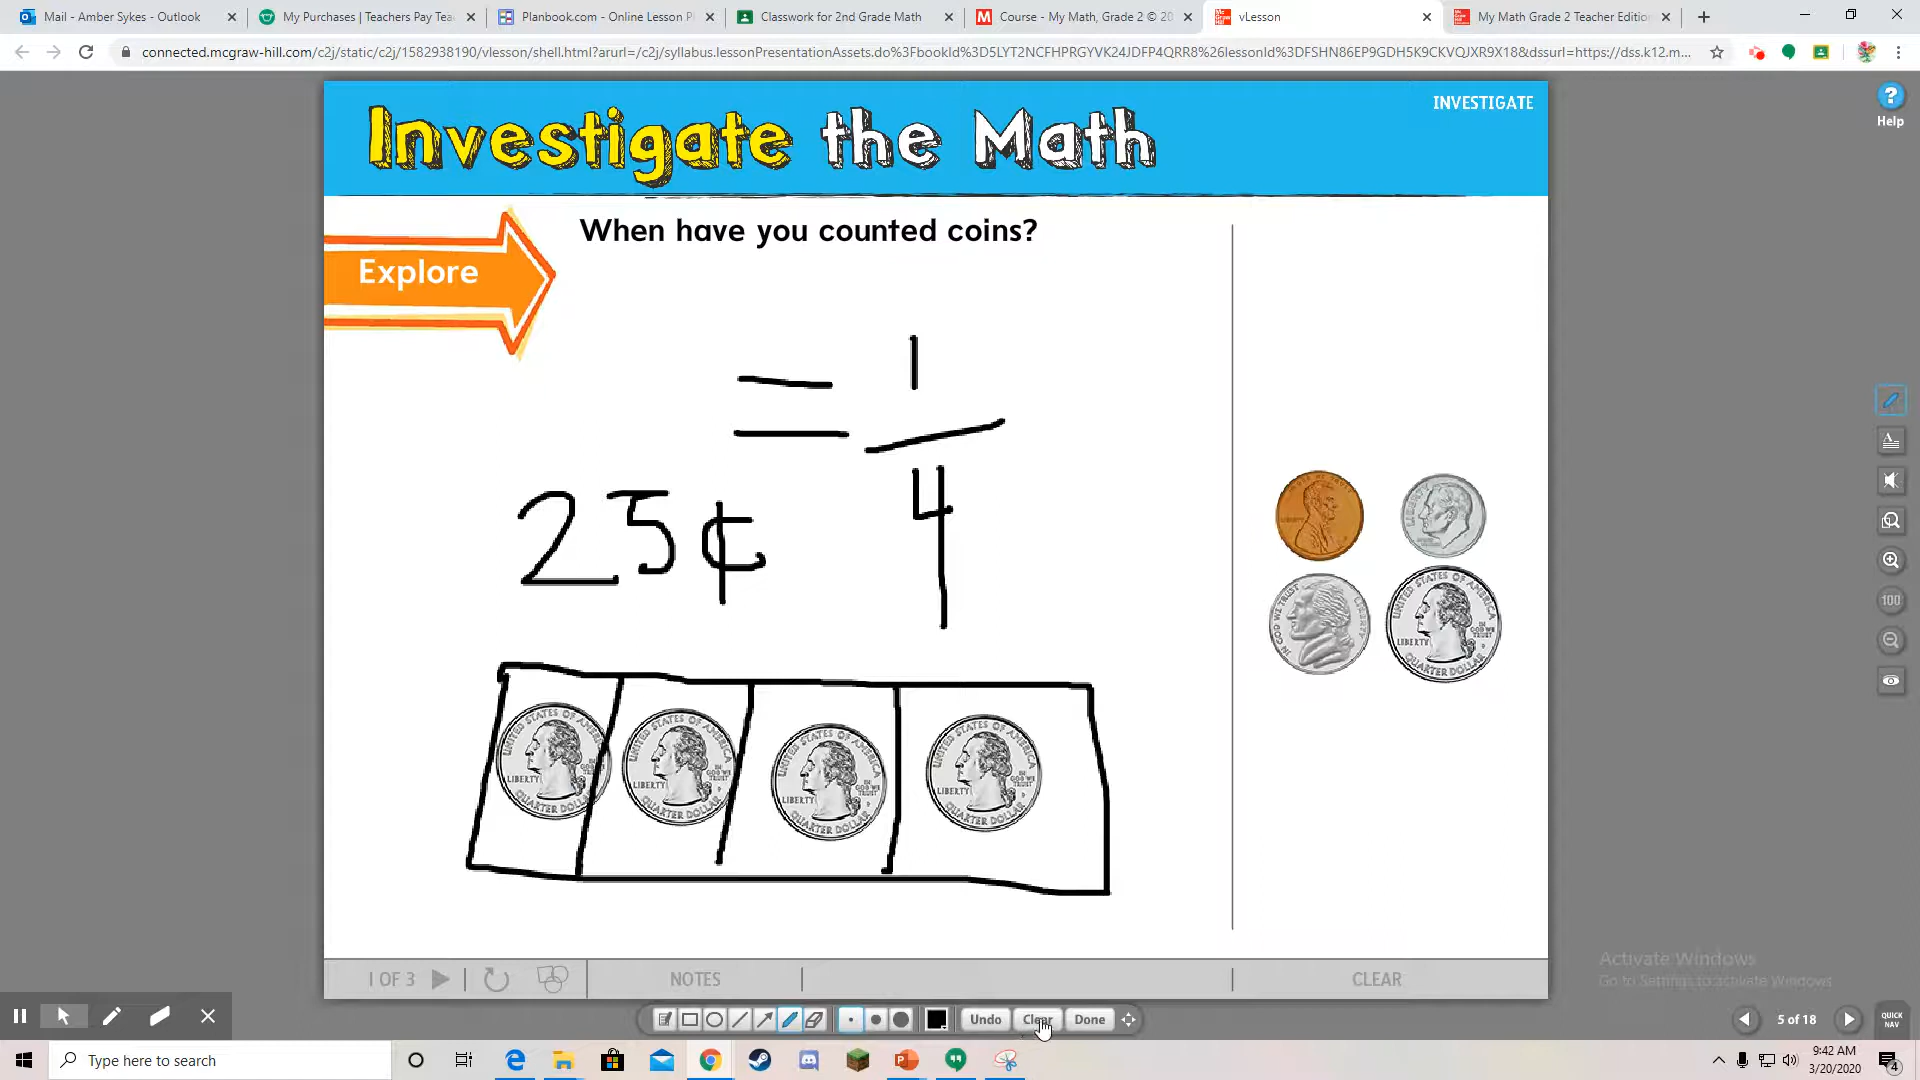 Mail - Amber Sykes - Outlook
My Purchases | Teachers Pay Tea
Planbook.com - Online Lesson P
Classwork for 2nd Grade Math
Course - My Math, Grade 2 © 20
vLesson
My Math Grade 2 Teacher Edition
connected.mcgraw-hill.com/c2j/static/c2j/1582938190/vlesson/shell.html?arurl=/c2j/syllabus.lessonPresentationAssets.do%3FbookId%3D5LYT2NCFHPRGYVK24JDFP4QRR8%26lessonId%3DFSHN86EP9GDH5K9CKVQJXR9X18&dssurl=https://dss.k12.m...
Investigate the Math
INVESTIGATE
Help
When have you counted coins?
Explore
= 1
4
25¢
100
1 OF 3
NOTES
CLEAR
Activate Windows
Go to Settings to activate Windows.
Undo
Clear
Done
5 of 18
QUICK NAV
Type here to search
9:42 AM
3/20/2020
4